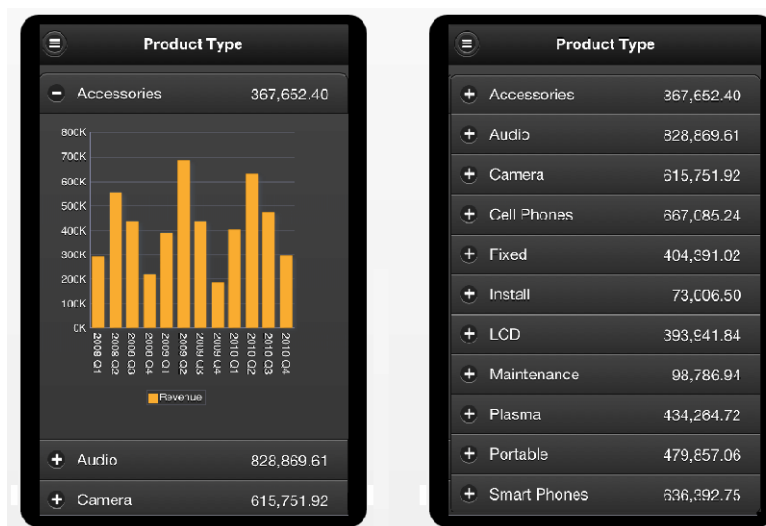 Product Type
Accessories 367,652.40
800K
700K
600K
500K
400K
300K
200K
100K
0K
2008 Q1
2008 Q2
2008 Q3
2008 Q4
2009 Q1
2009 Q2
2009 Q3
2009 Q4
2010 Q1
2010 Q2
2010 Q3
2010 Q4
Revenue
Audio 828,869.61
Camera 615,751.92
Product Type
Accessories 367,652.40
Audio 828,869.61
Camera 615,751.92
Cell Phones 667,085.24
Fixed 404,391.02
Install 73,006.50
LCD 393,941.84
Maintenance 98,786.94
Plasma 434,264.72
Portable 479,857.06
Smart Phones 636,392.75